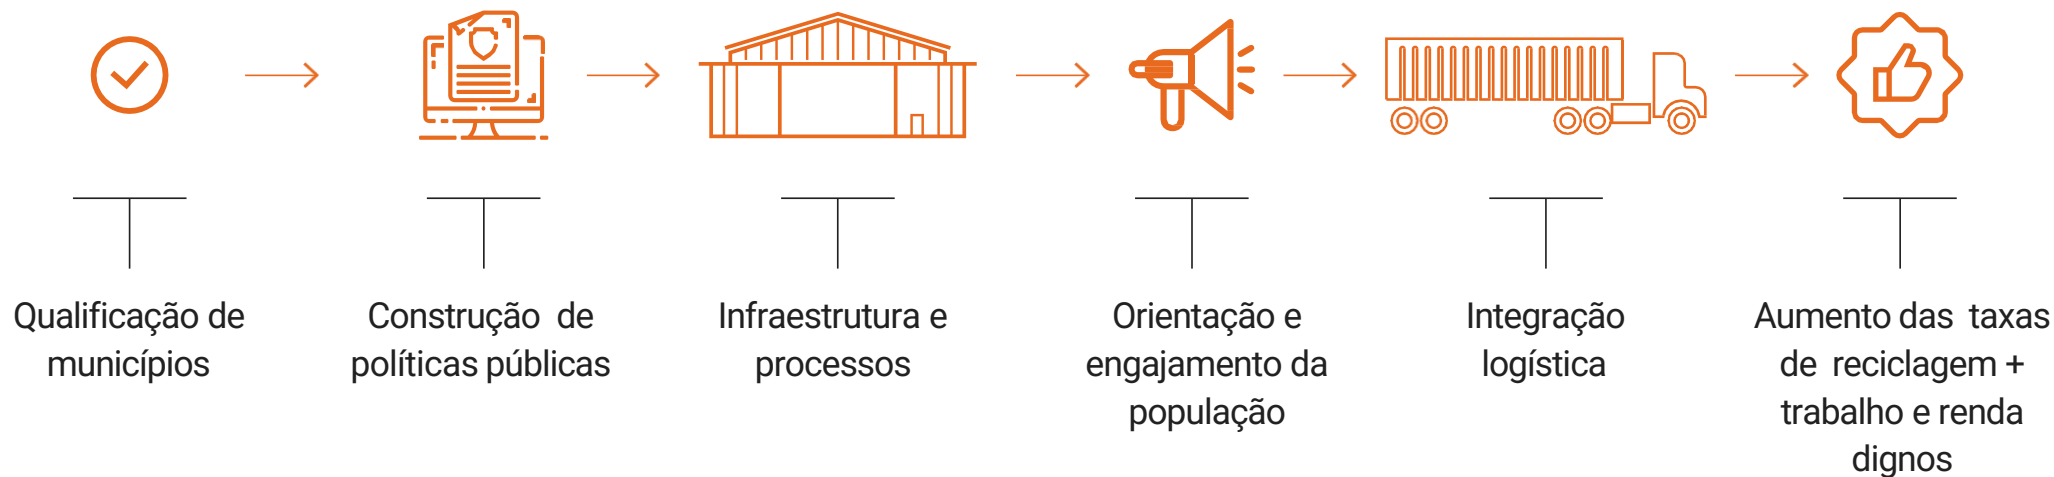 Qualificação de
municípios
Construção de
políticas públicas
Infraestrutura e
processos
Orientação e
engajamento da
população
Integração
logística
Aumento das taxas
de reciclagem +
trabalho e renda
dignos